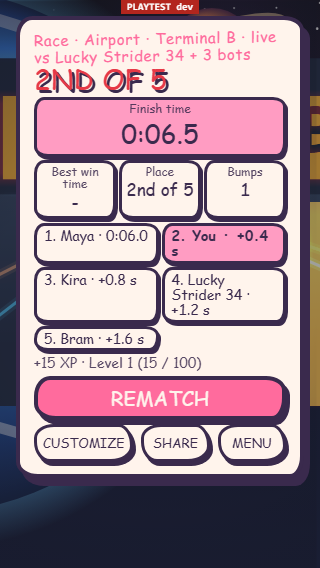 PLAYTEST dev
Race · Airport · Terminal B · live
vs Lucky Strider 34 + 3 bots
2ND OF 5
Finish time
0:06.5
Best win
time
-
Place
2nd of 5
Bumps
1
1. Maya · 0:06.0
2. You · +0.4
s
3. Kira · +0.8 s
4. Lucky
Strider 34 ·
+1.2 s
5. Bram · +1.6 s
+15 XP · Level 1 (15 / 100)
REMATCH
CUSTOMIZE
SHARE
MENU